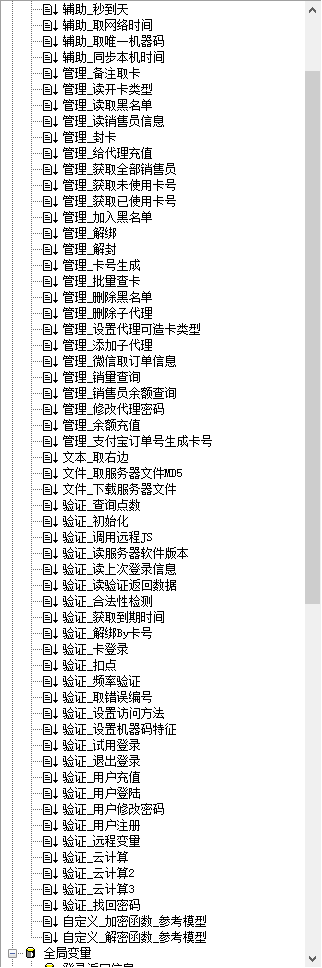 辅助_秒到天
辅助_取网络时间
辅助_取唯一机器码
辅助_同步本机时间
管理_备注取卡
管理_读开卡类型
管理_读取黑名单
管理_读销售员信息
管理_封卡
管理_给代理充值
管理_获取全部销售员
管理_获取未使用卡号
管理_获取已使用卡号
管理_加入黑名单
管理_解绑
管理_解封
管理_卡号生成
管理_批量查卡
管理_删除黑名单
管理_删除子代理
管理_设置代理可造卡类型
管理_添加子代理
管理_微信取订单信息
管理_销量查询
管理_销售员余额查询
管理_修改代理密码
管理_余额充值
管理_支付宝订单号生成卡号
文本_取右边
文件_取服务器文件MD5
文件_下载服务器文件
验证_查询点数
验证_初始化
验证_调用远程JS
验证_读服务器软件版本
验证_读上次登录信息
验证_读验证返回数据
验证_合法性检测
验证_获取到期时间
验证_解绑By卡号
验证_卡登录
验证_扣点
验证_频率验证
验证_取错误编号
验证_设置访问方法
验证_设置机器码特征
验证_试用登录
验证_退出登录
验证_用户充值
验证_用户登陆
验证_用户修改密码
验证_用户注册
验证_远程变量
验证_云计算
验证_云计算2
验证_云计算3
验证_找回密码
自定义_加密函数_参考模型
自定义_解密函数_参考模型
全局变量
登录返回信息